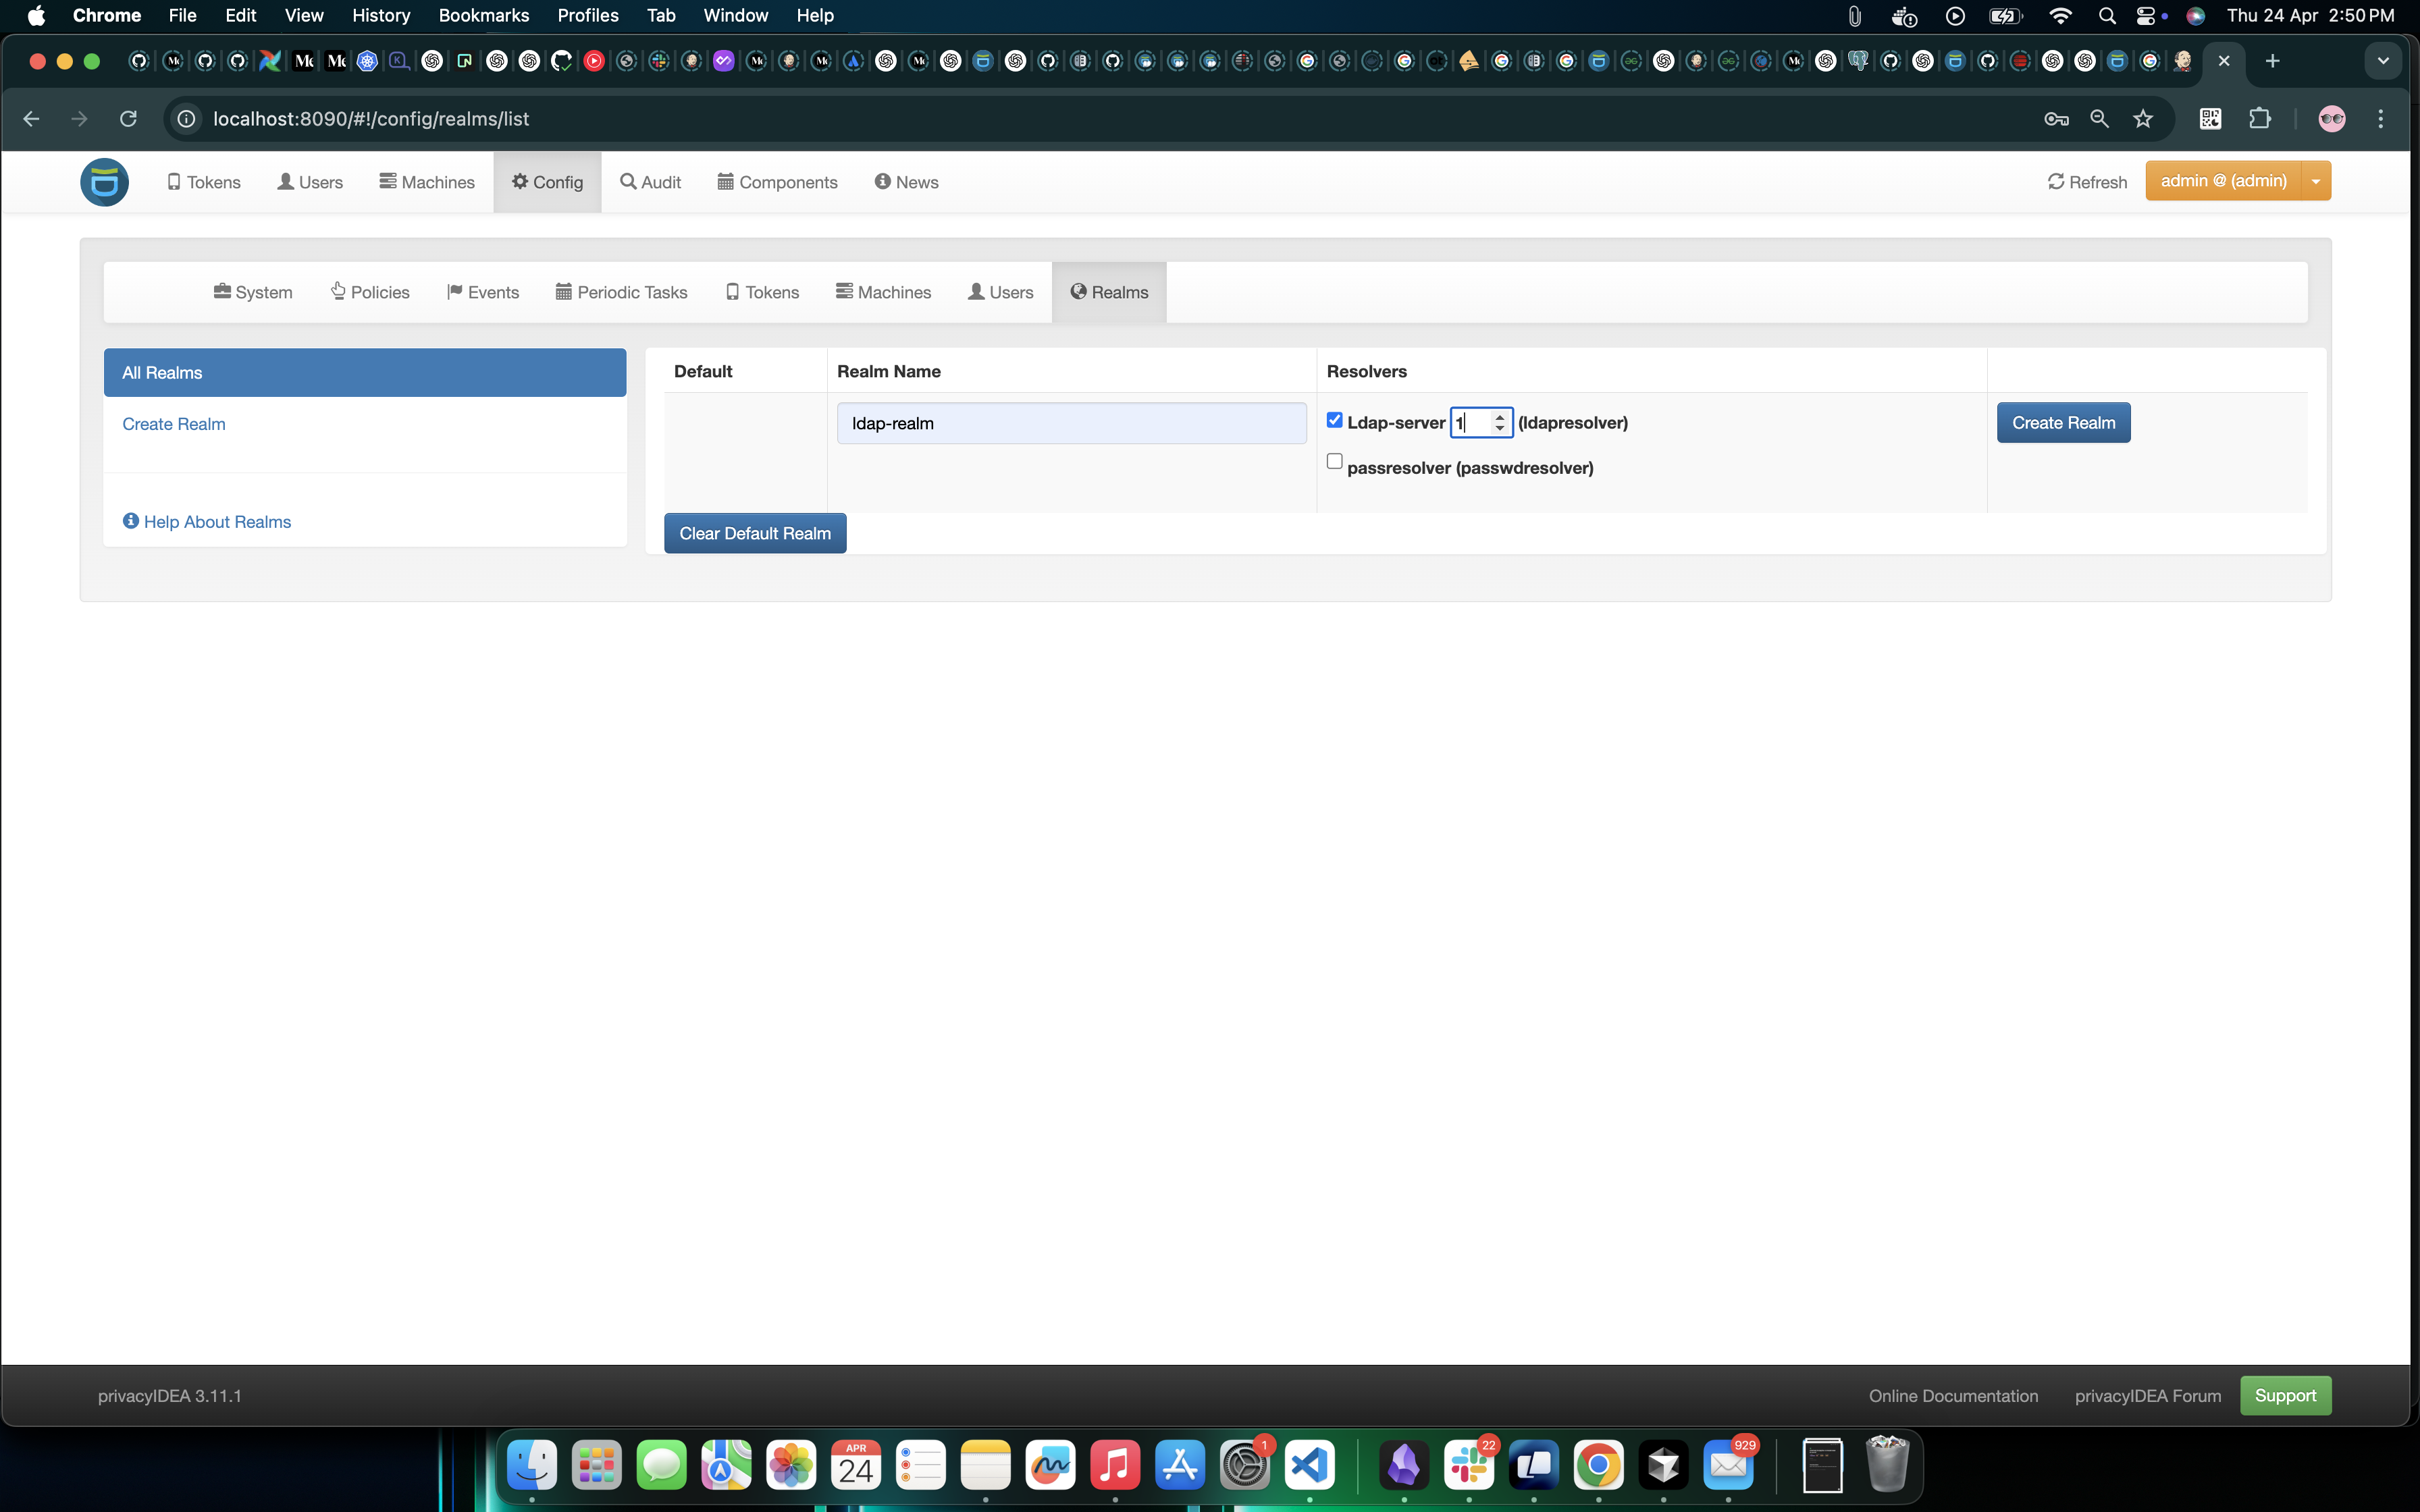 Chrome File Edit View History Bookmarks Profiles Tab Window Help Thu 24 Apr 2:50 PM
localhost:8090/#!/config/realms/list
Tokens Users Machines Config Audit Components News Refresh admin @ (admin)
System Policies Events Periodic Tasks Tokens Machines Users Realms
All Realms
Create Realm
Help About Realms
Default Realm Name Resolvers
ldap-realm Ldap-server 1 (ldapresolver) Create Realm
passresolver (passwdresolver)
Clear Default Realm
privacyIDEA 3.11.1 Online Documentation privacyIDEA Forum Support
APR
24
1
22
929